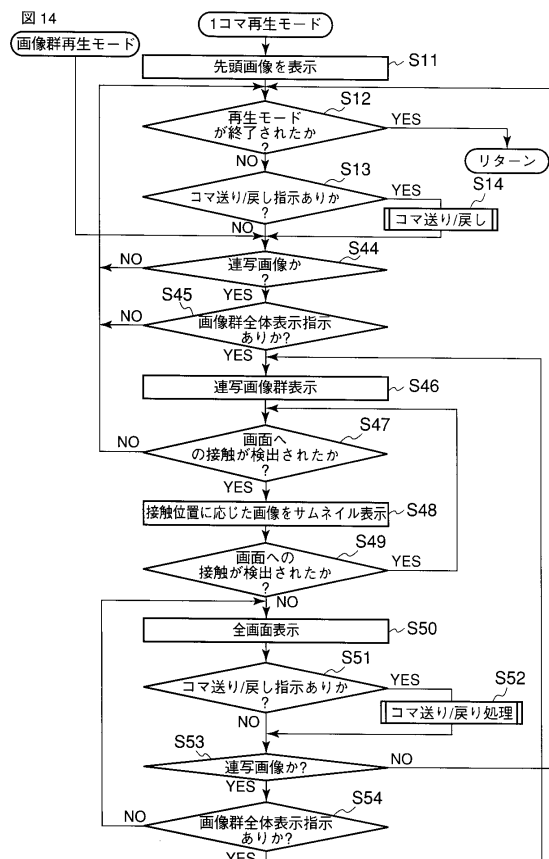 図 14
1コマ再生モード
画像群再生モード
先頭画像を表示
S11
S12
再生モード
が終了されたか
?
YES
NO
リターン
S13
コマ送り/戻し指示ありか
?
YES
S14
コマ送り/戻し
NO
S44
連写画像か
?
NO
YES
S45
画像群全体表示指示
ありか?
NO
YES
連写画像群表示
S46
S47
画面へ
の接触が検出されたか
?
NO
YES
接触位置に応じた画像をサムネイル表示
S48
S49
画面への
接触が検出されたか
?
YES
NO
全画面表示
S50
S51
コマ送り/戻し指示ありか
?
YES
S52
コマ送り/戻り処理
NO
S53
連写画像か?
NO
YES
S54
画像群全体表示指示
ありか?
NO
YES